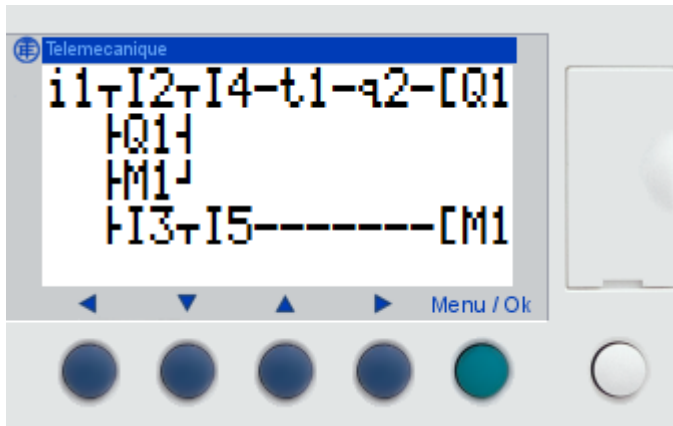 Telemecanique
i1┬I2┬I4-t1-q2-[Q1
├Q1┤
├M1┘
├I3┬I5-------[M1
Menu / Ok